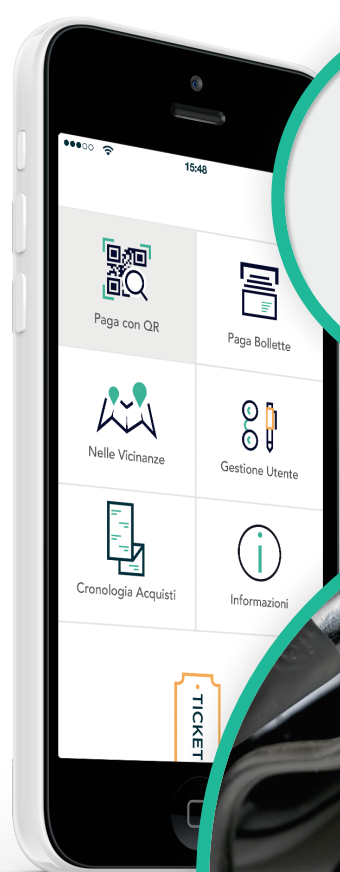 15:48
Paga con QR
Paga Bollette
Nelle Vicinanze
Gestione Utente
Cronologia Acquisti
Informazioni
TICKET